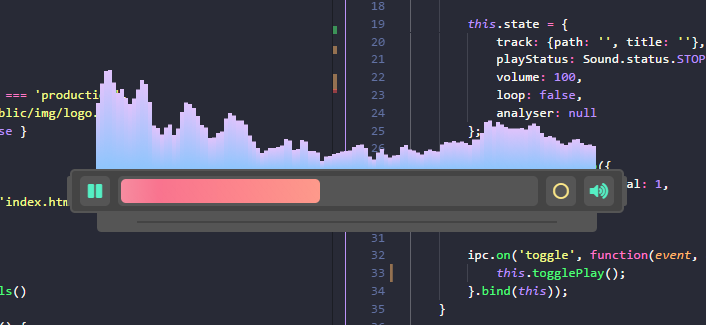 === 'productio
blic/img/logo.
se }
'index.htm
ls()
() {
18
19 this.state = {
20 track: {path: '', title: ''},
21 playStatus: Sound.status.STOP
22 volume: 100,
23 loop: false,
24 analyser: null
25 };
26 ({
al: 1,
31
32 ipc.on('toggle', function(event,
33 this.togglePlay();
34 }.bind(this));
35 }
36